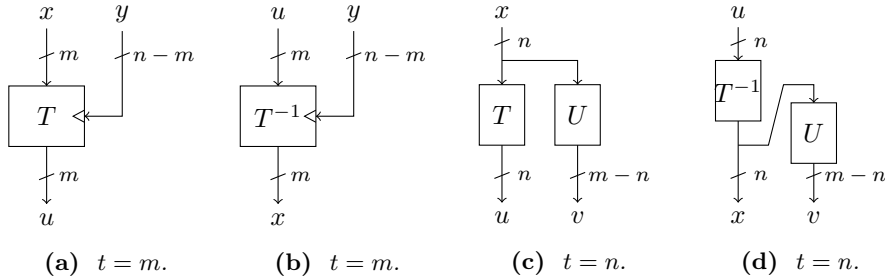 x y u y x u
m n − m m n − m n n
T T⁻¹ T U T⁻¹ U
m m n m − n n m − n
u x u v x v
(a) t = m. (b) t = m. (c) t = n. (d) t = n.